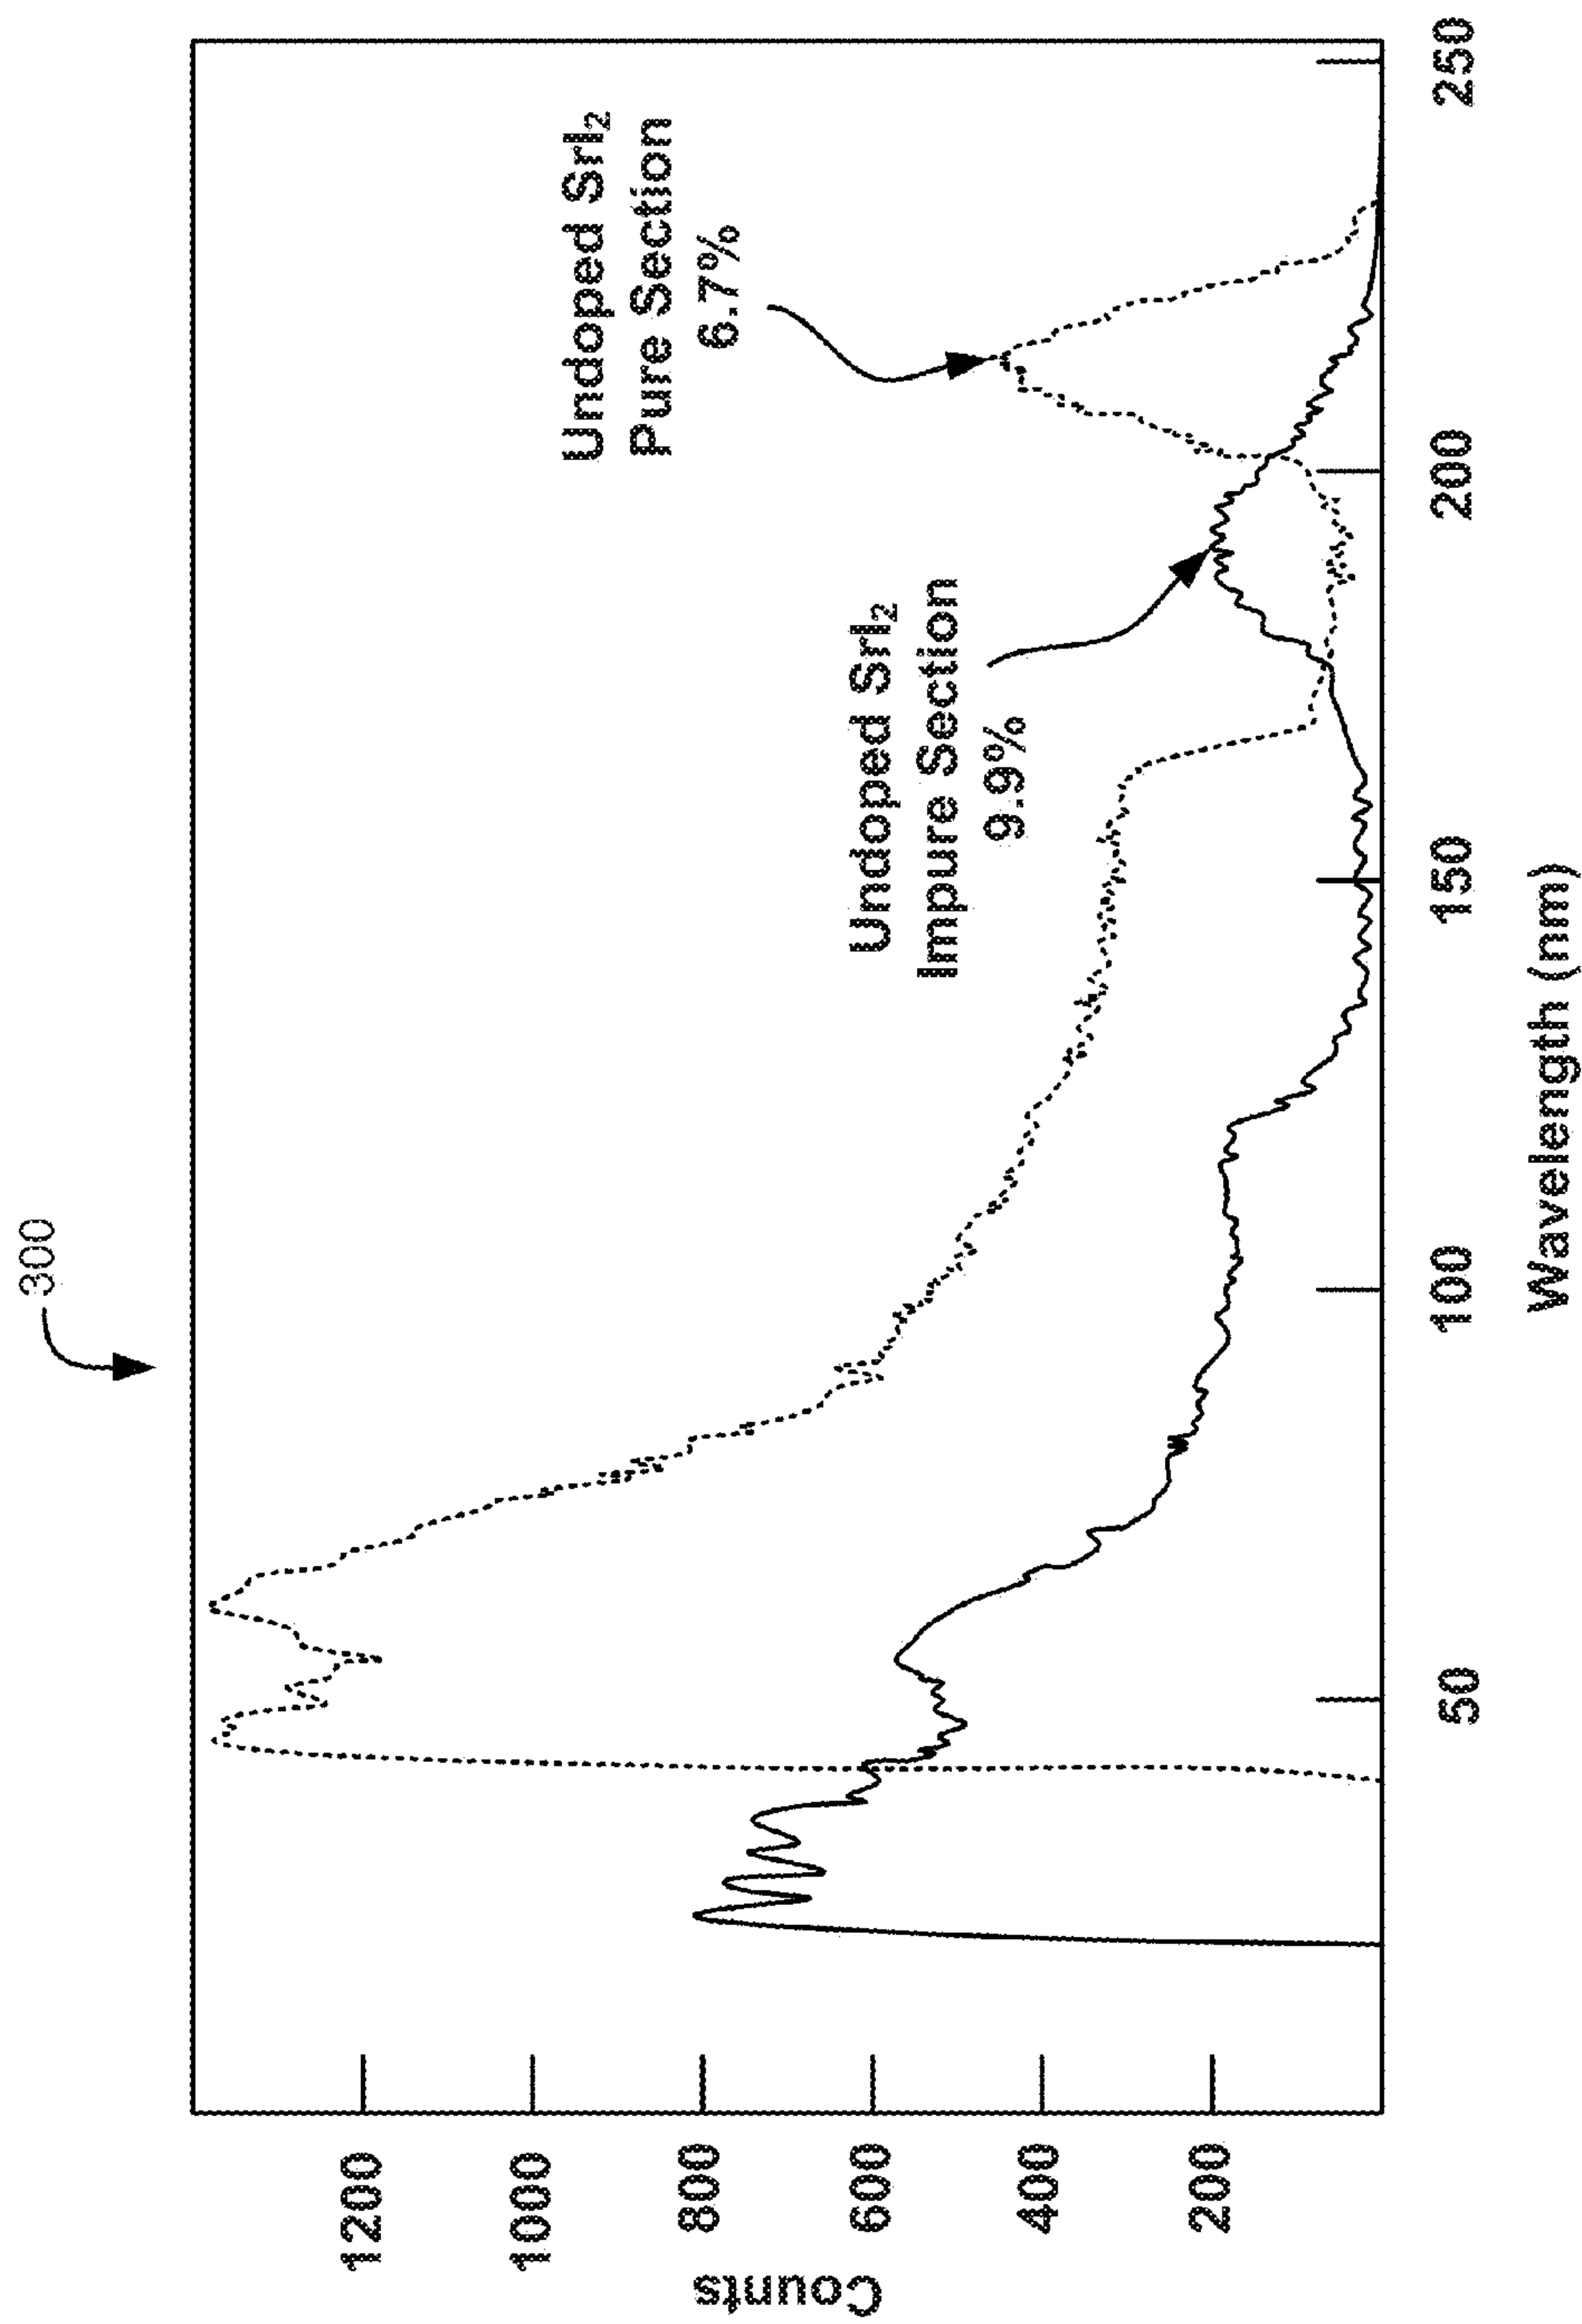 300
Counts
1200
1000
800
600
400
200
Undoped SrI₂
Pure Section
6.7%
Undoped SrI₂
Impure Section
9.9%
50
100
150
200
250
Wavelength (nm)